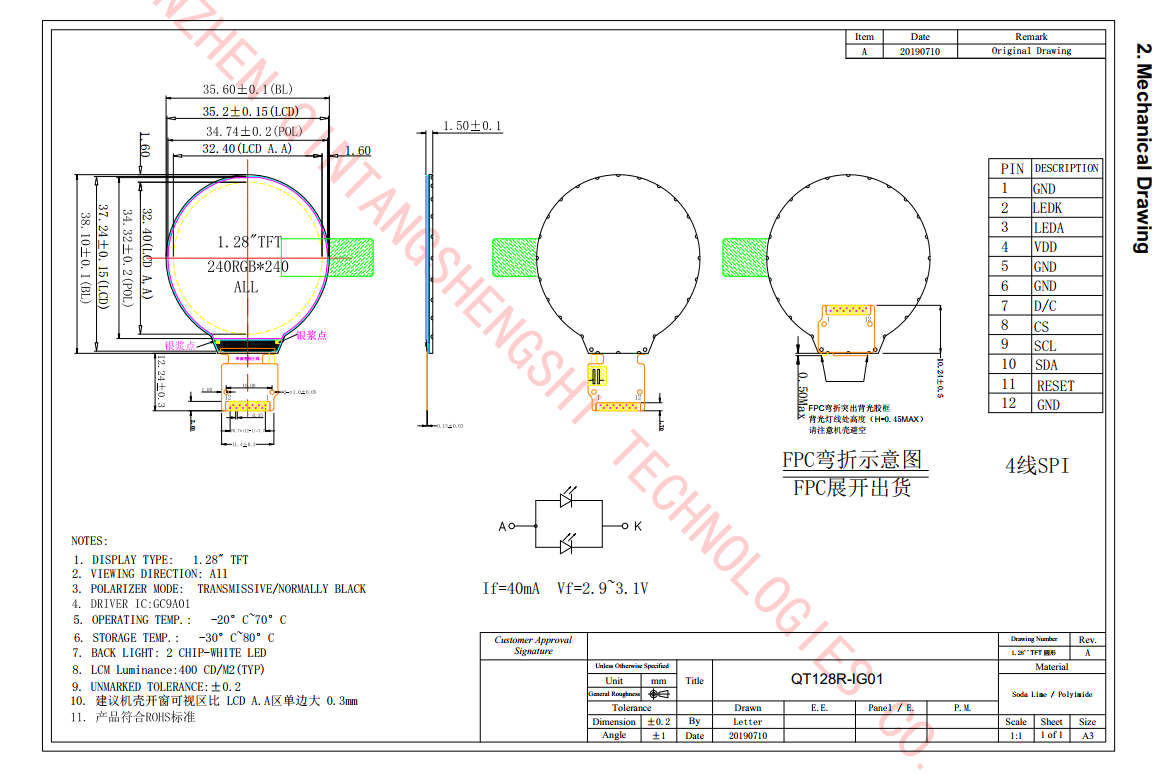 2. Mechanical Drawing
SHENZHEN QINTANGSHENGSHI TECHNOLOGIES CO.
Item Date Remark
A 20190710 Original Drawing
35.60±0.1(BL)
35.2±0.15(LCD)
34.74±0.2(POL)
32.40(LCD A.A)
1.60
1.60
1.50±0.1
38.10±0.1(BL)
37.24±0.15(LCD)
34.32±0.2(POL)
32.40(LCD A.A)
1.28"TFT
240RGB*240
ALL
银浆点
银浆点
12.24±0.3
12 1
1 12
1 12
0.13±0.03
10.24±0.5
0.50Max
FPC弯折突出背光胶框
背光灯线处高度(H=0.45MAX)
请注意机壳避空
FPC弯折示意图
FPC展开出货
PIN DESCRIPTION
1 GND
2 LEDK
3 LEDA
4 VDD
5 GND
6 GND
7 D/C
8 CS
9 SCL
10 SDA
11 RESET
12 GND
4线SPI
A K
If=40mA Vf=2.9~3.1V
NOTES:
1. DISPLAY TYPE: 1.28" TFT
2. VIEWING DIRECTION: All
3. POLARIZER MODE: TRANSMISSIVE/NORMALLY BLACK
4. DRIVER IC:GC9A01
5. OPERATING TEMP.: -20° C~70° C
6. STORAGE TEMP.: -30° C~80° C
7. BACK LIGHT: 2 CHIP-WHITE LED
8. LCM Luminance:400 CD/M2(TYP)
9. UNMARKED TOLERANCE:±0.2
10. 建议机壳开窗可视区比 LCD A.A区单边大 0.3mm
11. 产品符合ROHS标准
Customer Approval
Signature
Unless Otherwise Specified
Unit mm
General Roughness
Tolerance
Dimension ±0.2
Angle ±1
Title QT128R-IG01
Drawn E.E. Panel / E. P.M.
By Letter
Date 20190710
Drawing Number Rev.
1.28''TFT 圆形 A
Material
Soda Lime / Polyimide
Scale Sheet Size
1:1 1 of 1 A3